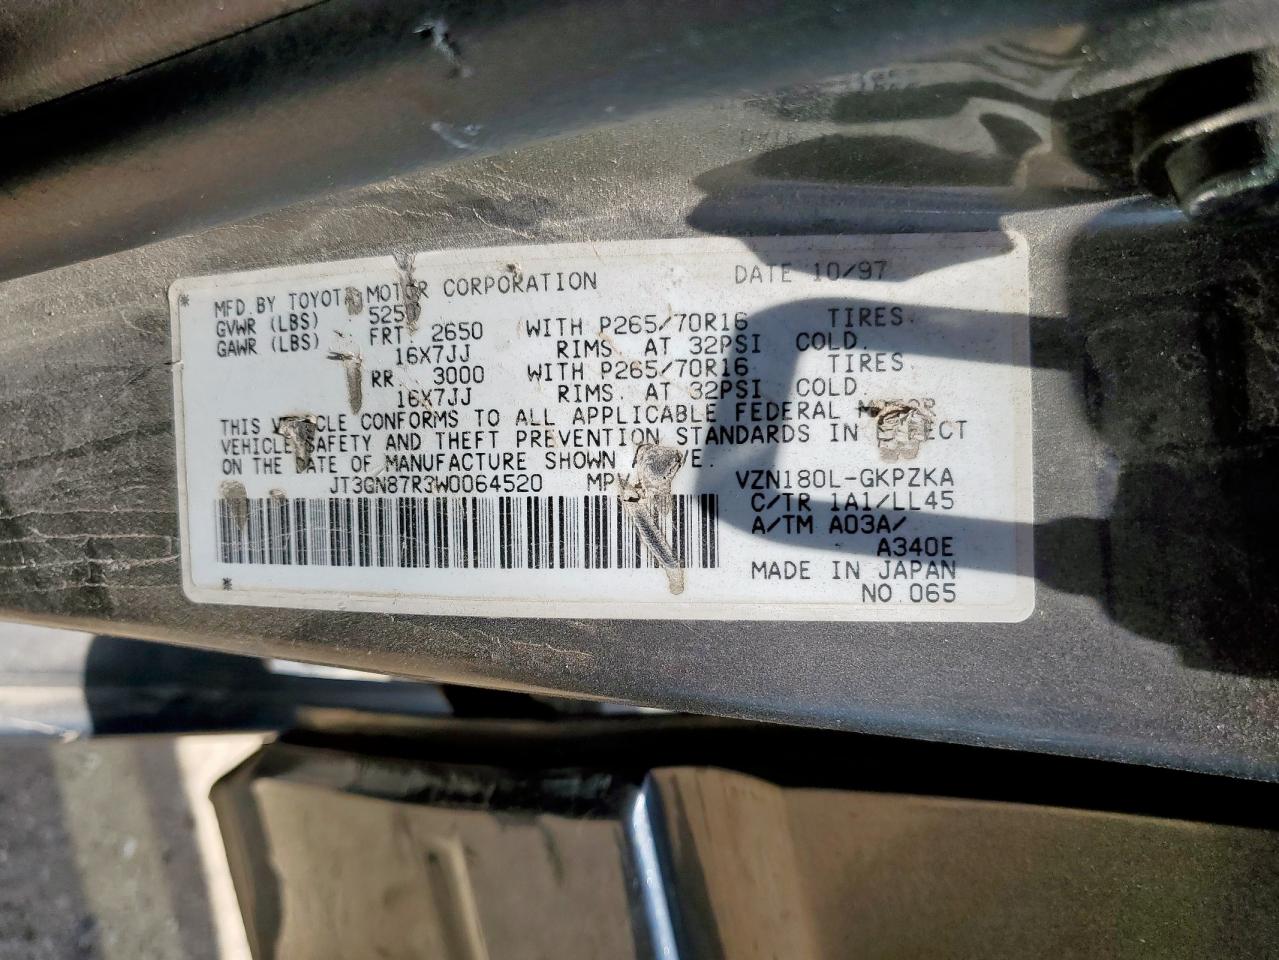 MFD. BY TOYOTA MOTOR CORPORATION DATE 10/97
GVWR (LBS) 525
GAWR (LBS) FRT. 2650 WITH P265/70R16 TIRES.
16X7JJ RIMS. AT 32PSI COLD.
RR 3000 WITH P265/70R16 TIRES.
16X7JJ RIMS. AT 32PSI COLD.
THIS VEHICLE CONFORMS TO ALL APPLICABLE FEDERAL MOTOR
VEHICLE SAFETY AND THEFT PREVENTION STANDARDS IN EFFECT
ON THE DATE OF MANUFACTURE SHOWN ABOVE.
JT3GN87R3W0064520 MPV VZN180L-GKPZKA
C/TR 1A1/LL45
A/TM A03A/
A340E
MADE IN JAPAN
NO.065